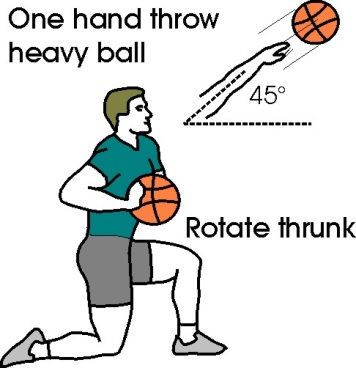 One hand throw
heavy ball
45°
Rotate thrunk